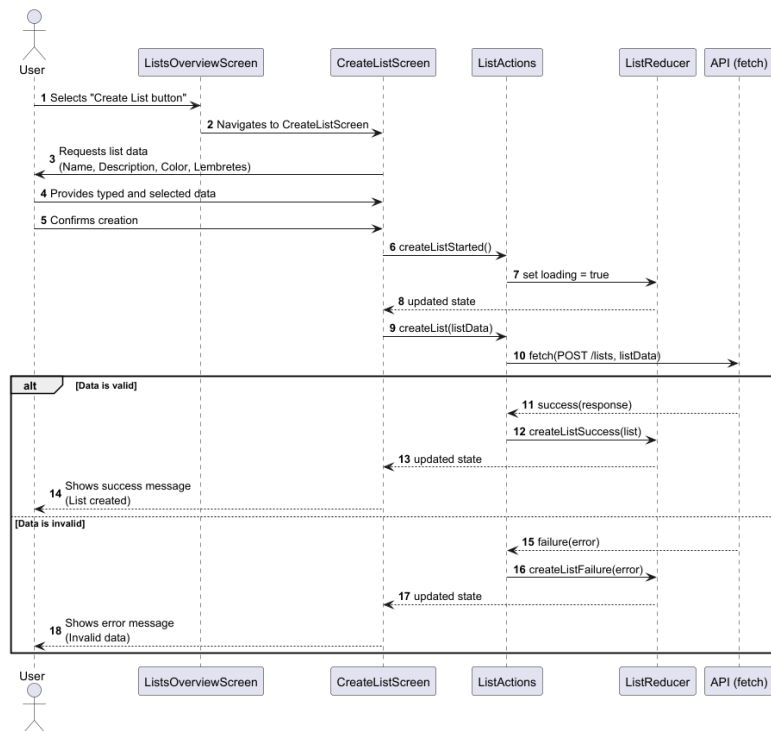 User
ListsOverviewScreen
CreateListScreen
ListActions
ListReducer
API (fetch)
1 Selects "Create List button"
2 Navigates to CreateListScreen
3 Requests list data
(Name, Description, Color, Lembretes)
4 Provides typed and selected data
5 Confirms creation
6 createListStarted()
7 set loading = true
8 updated state
9 createList(listData)
10 fetch(POST /lists, listData)
alt [Data is valid]
11 success(response)
12 createListSuccess(list)
13 updated state
14 Shows success message
(List created)
[Data is invalid]
15 failure(error)
16 createListFailure(error)
17 updated state
18 Shows error message
(Invalid data)
User
ListsOverviewScreen
CreateListScreen
ListActions
ListReducer
API (fetch)